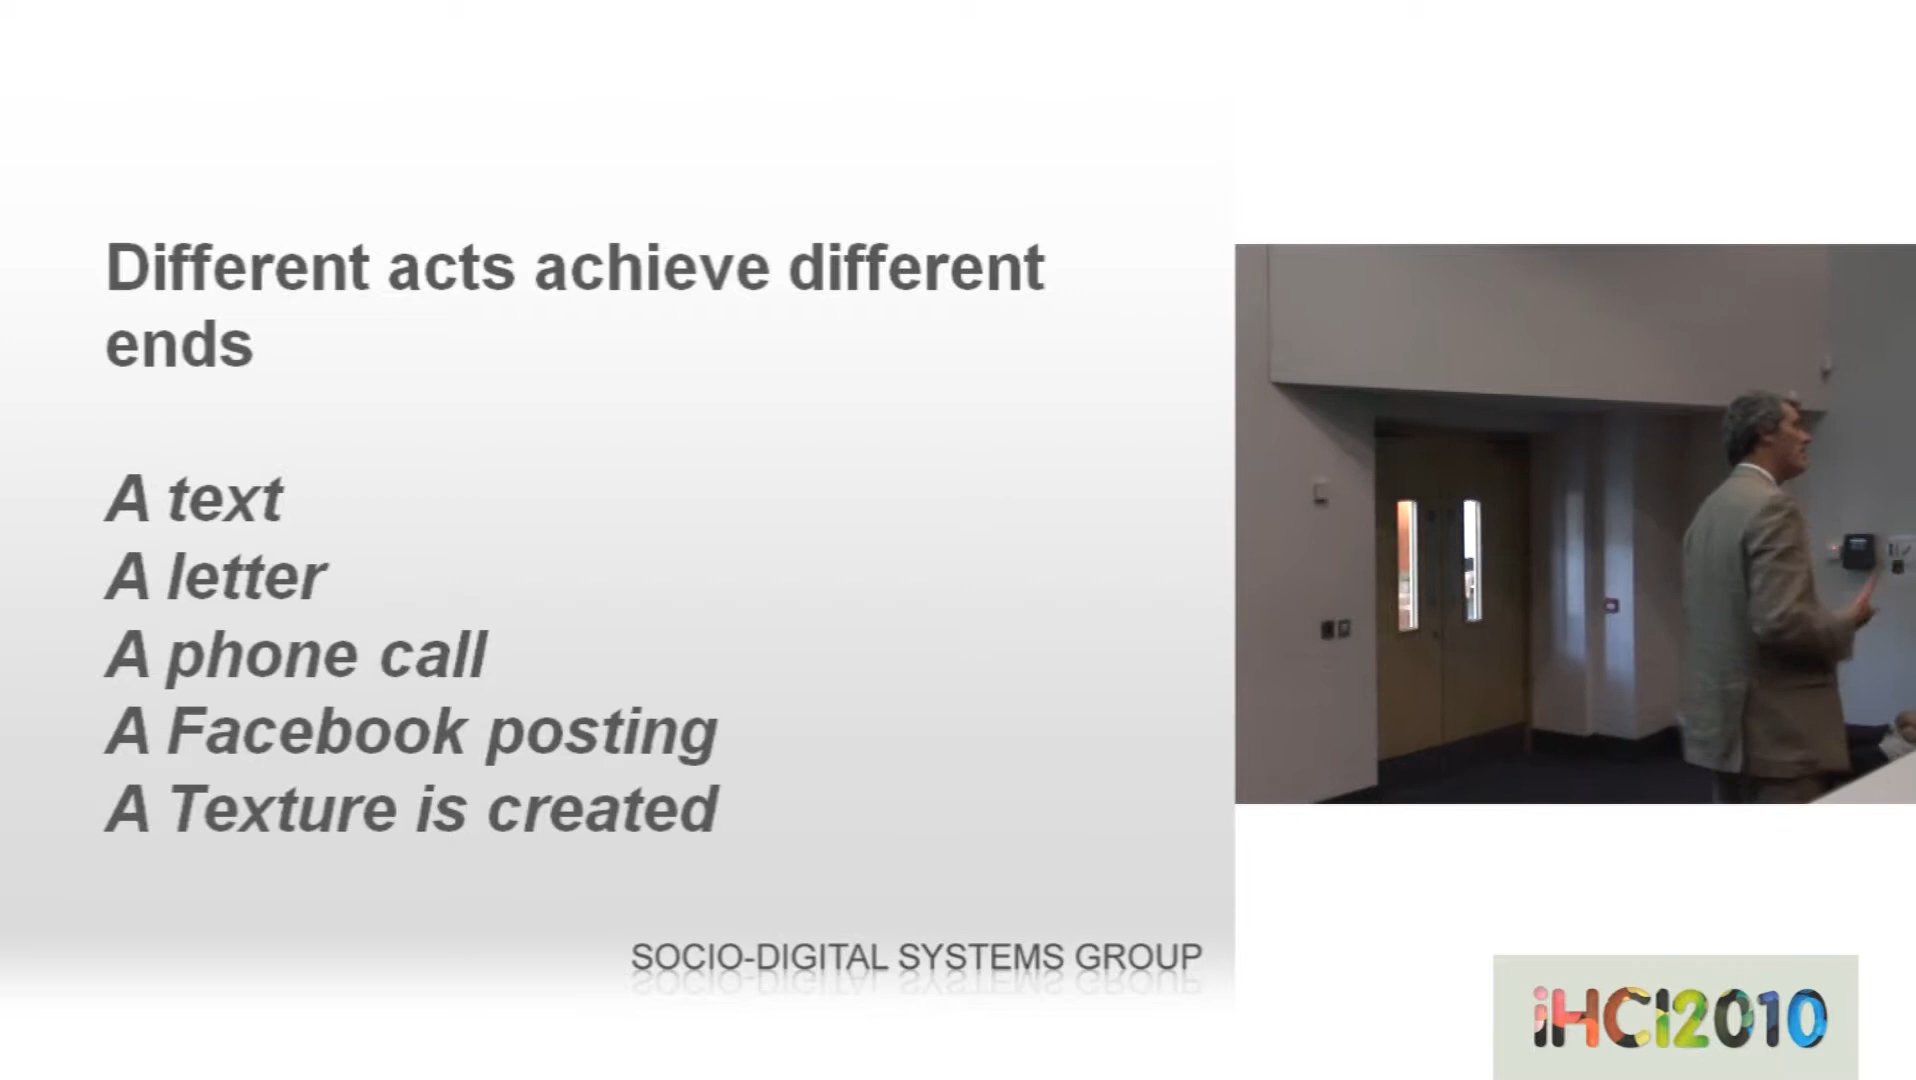 Different acts achieve different
ends
A text
A letter
A phone call
A Facebook posting
A Texture is created
SOCIO-DIGITAL SYSTEMS GROUP
iHCI2010